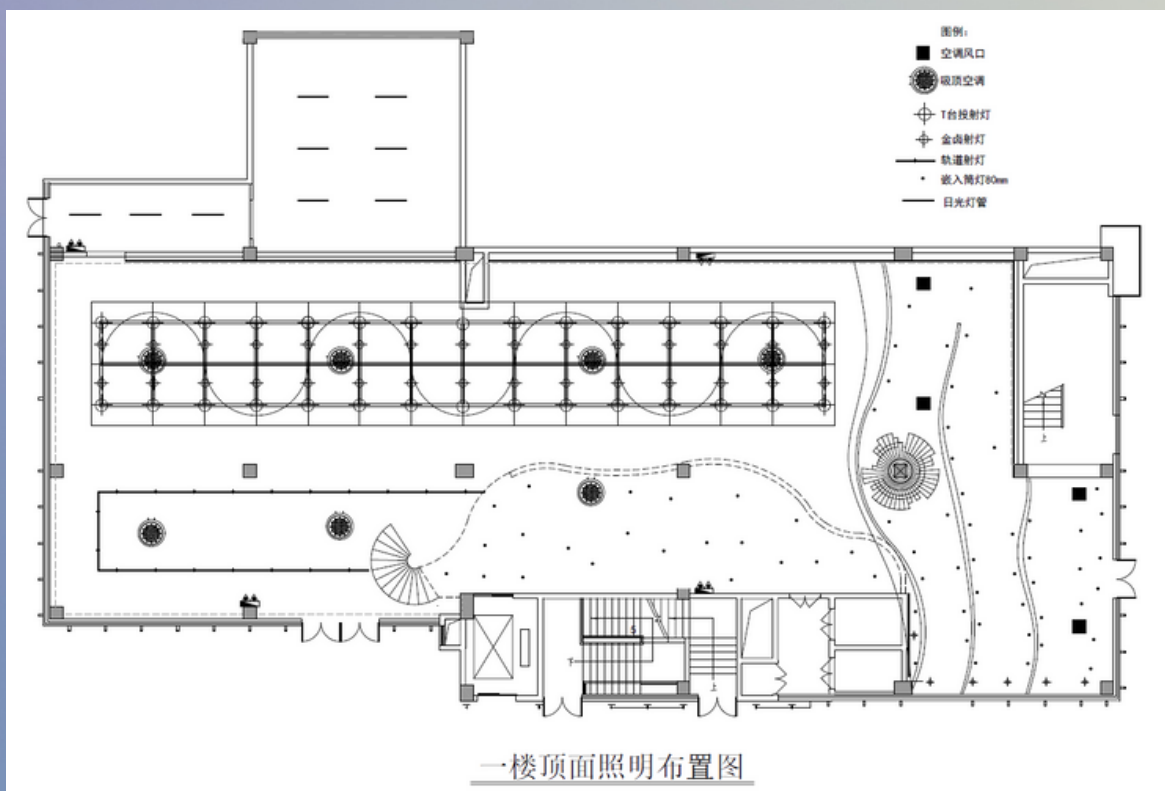 图例:
空调风口
吸顶空调
T台投射灯
金卤射灯
轨道射灯
嵌入筒灯80mm
日光灯管
上
下
上
一楼顶面照明布置图